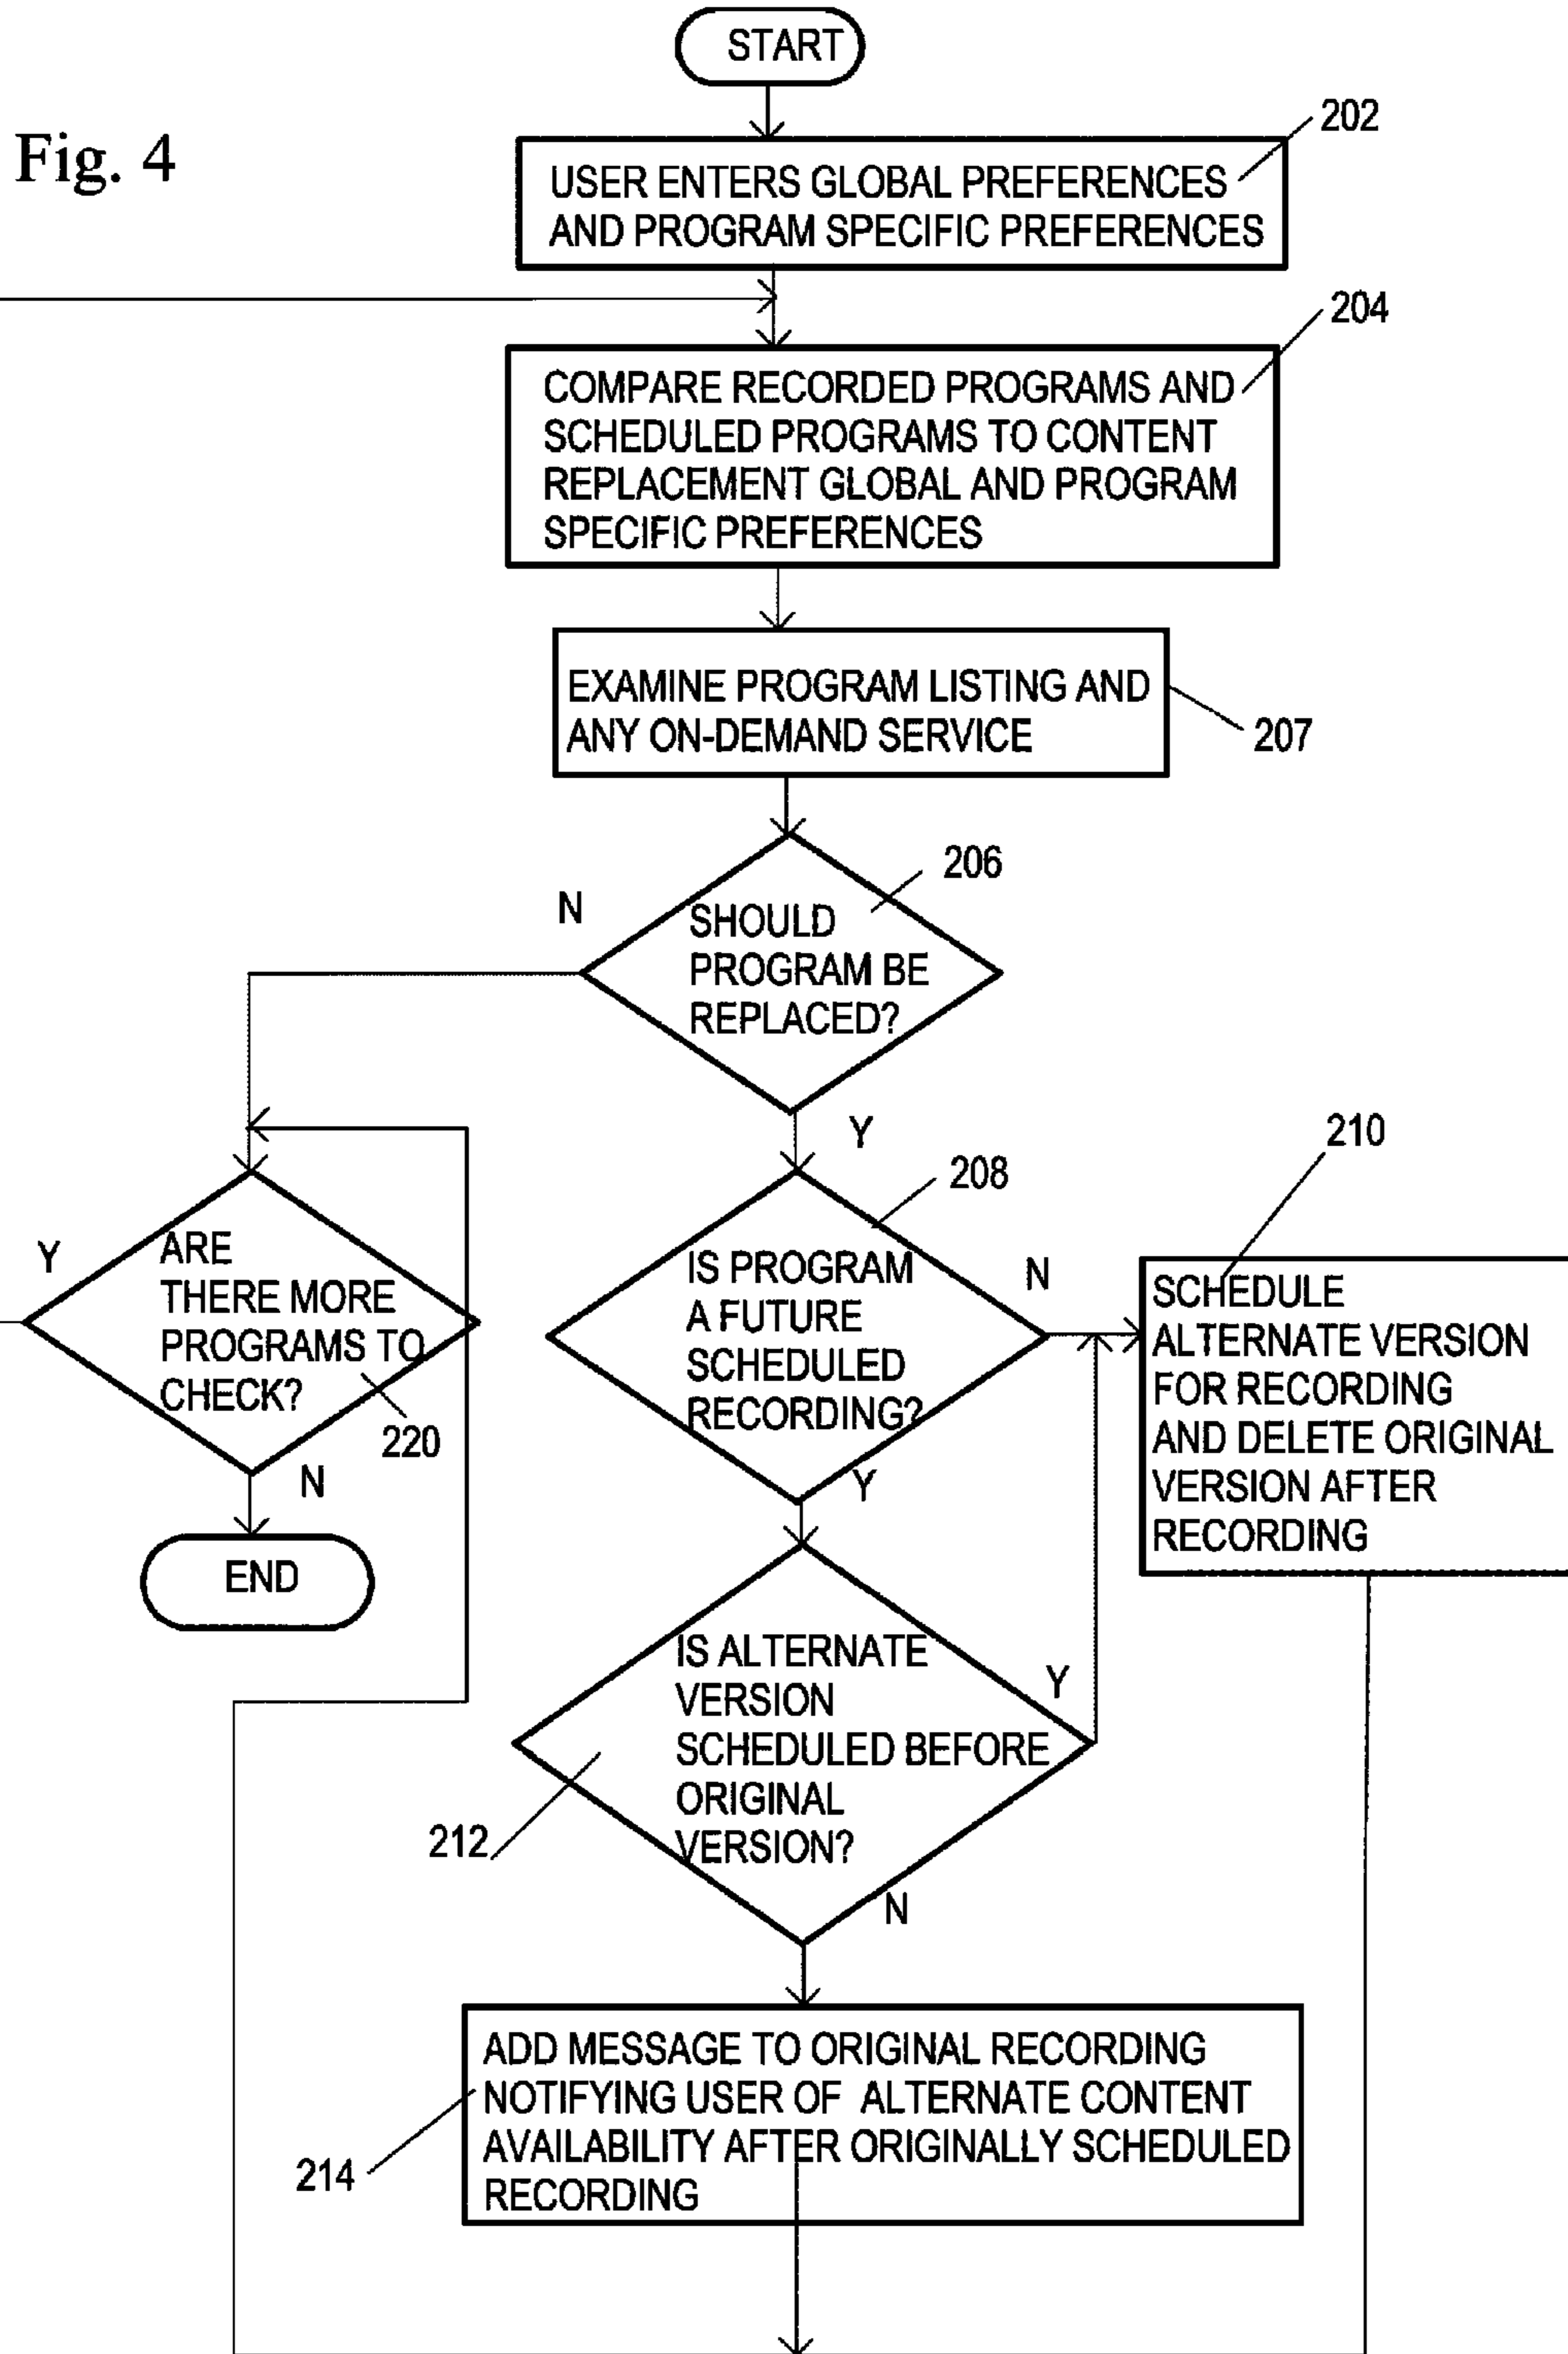 START
Fig. 4
202
USER ENTERS GLOBAL PREFERENCES
AND PROGRAM SPECIFIC PREFERENCES
204
COMPARE RECORDED PROGRAMS AND
SCHEDULED PROGRAMS TO CONTENT
REPLACEMENT GLOBAL AND PROGRAM
SPECIFIC PREFERENCES
EXAMINE PROGRAM LISTING AND
ANY ON-DEMAND SERVICE
207
206
N
SHOULD
PROGRAM BE
REPLACED?
Y
208
210
Y
ARE
THERE MORE
PROGRAMS TO
CHECK?
220
N
END
IS PROGRAM
A FUTURE
SCHEDULED
RECORDING?
N
Y
SCHEDULE
ALTERNATE VERSION
FOR RECORDING
AND DELETE ORIGINAL
VERSION AFTER
RECORDING
IS ALTERNATE
VERSION
SCHEDULED BEFORE
ORIGINAL
VERSION?
Y
212
N
ADD MESSAGE TO ORIGINAL RECORDING
NOTIFYING USER OF ALTERNATE CONTENT
AVAILABILITY AFTER ORIGINALLY SCHEDULED
RECORDING
214